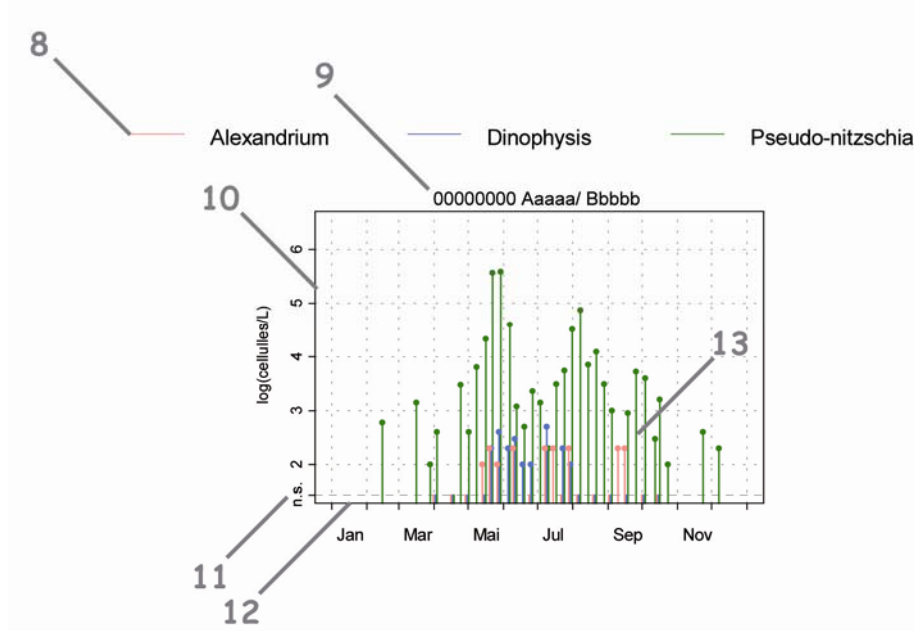 8
9
Alexandrium Dinophysis Pseudo-nitzschia
10
00000000 Aaaaa/ Bbbbb
log(cellulles/L)
6
5
4
3
2
n.s.
13
Jan Mar Mai Jul Sep Nov
11
12